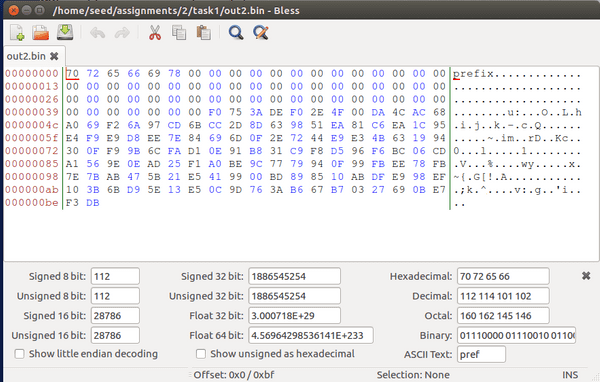 /home/seed/assignments/2/task1/out2.bin - Bless
out2.bin
00000000 70 72 65 66 69 78 00 00 00 00 00 00 00 00 00 00 00 00 00 prefix.............
00000013 00 00 00 00 00 00 00 00 00 00 00 00 00 00 00 00 00 00 00 ...................
00000026 00 00 00 00 00 00 00 00 00 00 00 00 00 00 00 00 00 00 00 ...................
00000039 00 00 00 00 00 00 00 F0 75 3A DE F0 2E 4F 00 DA 4C AC 68 ........u:...O..L.h
0000004c A0 69 F2 6A 97 CD 6B CC 2D 8D 63 98 51 EA 81 C6 EA 1C 95 .i.j..k.-.c.Q......
0000005f E4 F9 E9 D8 EE 7E 84 69 6D 0F 2E 72 44 E9 E3 4B 63 19 94 .....~.im..rD..Kc..
00000072 30 0F F9 9B 6C FA D1 0E 91 B8 31 C9 F8 D5 96 F6 BC 06 CD 0...l.....1........
00000085 A1 56 9E 0E AD 25 F1 A0 BE 9C 77 79 94 0F 99 FB EE 78 FB .V...%....wy.....x.
00000098 7E 7B AB 47 5B 21 E5 41 99 00 BD 89 85 10 AB DF E9 98 EF ~{.G[!.A...........
000000ab 10 3B 6B D9 5E 13 E5 0C 9D 76 3A B6 67 B7 03 27 69 0B E7 .;k.^....v:.g..'i..
000000be F3 DB ..
Signed 8 bit: 112 Signed 32 bit: 1886545254 Hexadecimal: 70 72 65 66
Unsigned 8 bit: 112 Unsigned 32 bit: 1886545254 Decimal: 112 114 101 102
Signed 16 bit: 28786 Float 32 bit: 3.000718E+29 Octal: 160 162 145 146
Unsigned 16 bit: 28786 Float 64 bit: 4.56964298536141E+233 Binary: 01110000 01110010 01100
Show little endian decoding Show unsigned as hexadecimal ASCII Text: pref
Offset: 0x0 / 0xbf Selection: None INS